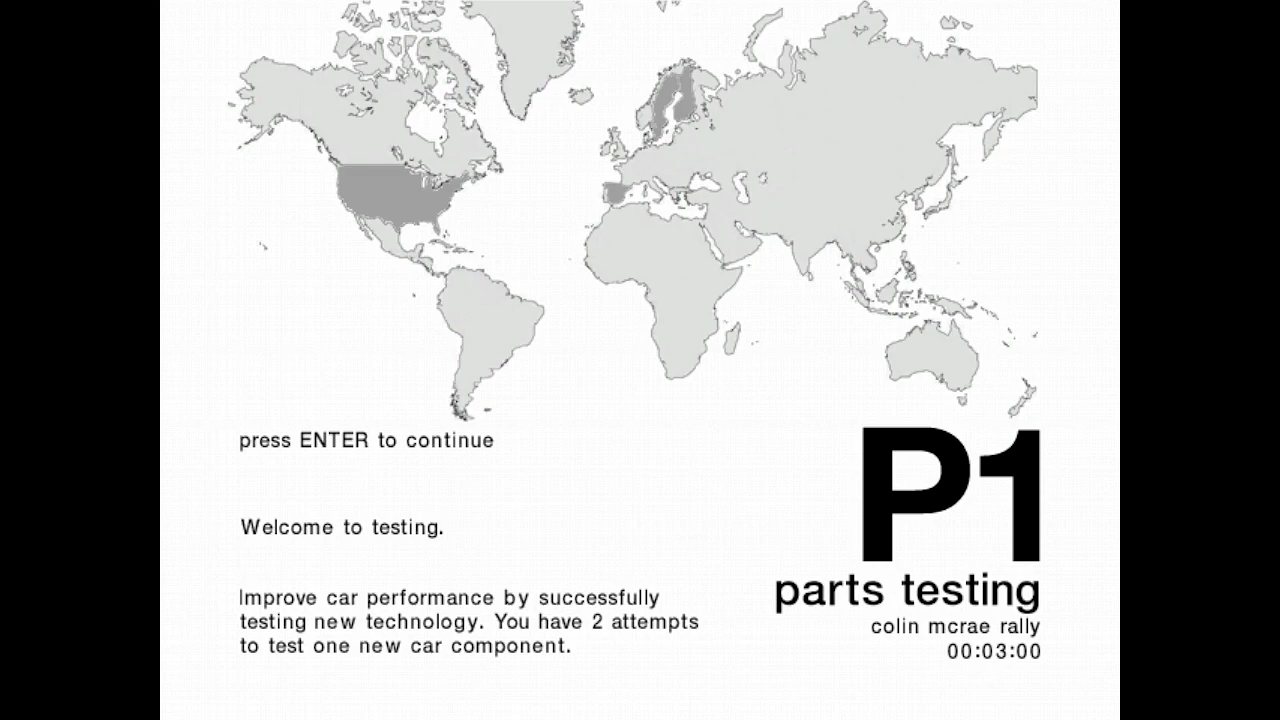 press ENTER to continue
Welcome to testing.
Improve car performance by successfully
testing new technology. You have 2 attempts
to test one new car component.
P1
parts testing
colin mcrae rally
00:03:00